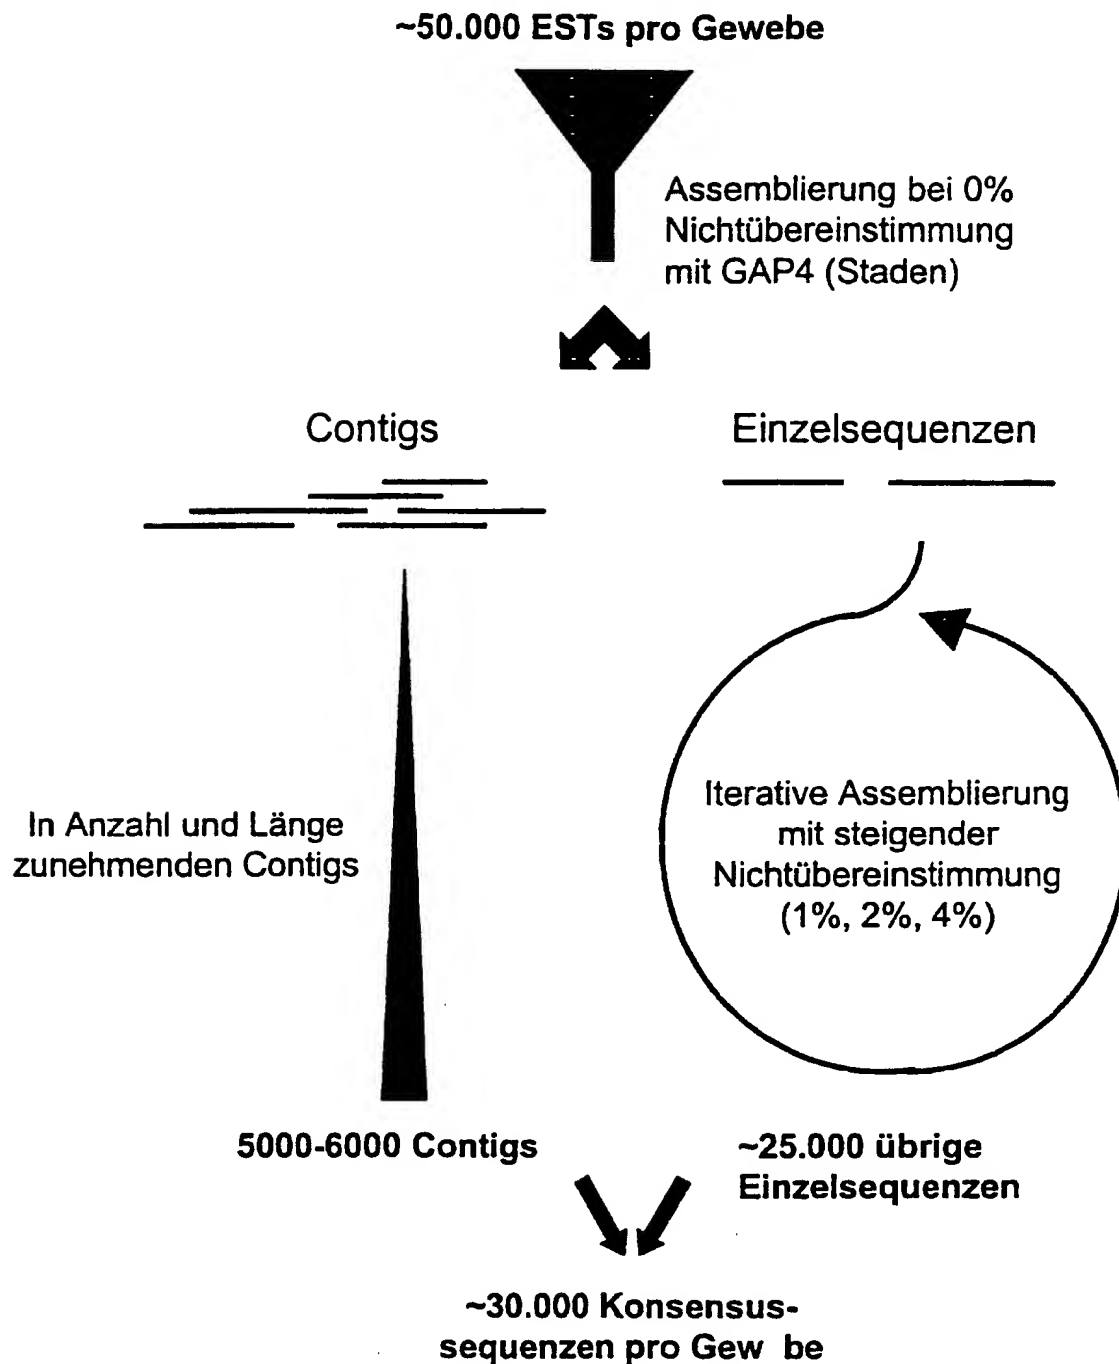 ~50.000 ESTs pro Gewebe
Assemblierung bei 0%
Nichtübereinstimmung
mit GAP4 (Staden)
Contigs
Einzelsequenzen
In Anzahl und Länge
zunehmenden Contigs
Iterative Assemblierung
mit steigender
Nichtübereinstimmung
(1%, 2%, 4%)
5000-6000 Contigs
~25.000 übrige
Einzelsequenzen
~30.000 Konsensus-
sequenzen pro Gew be